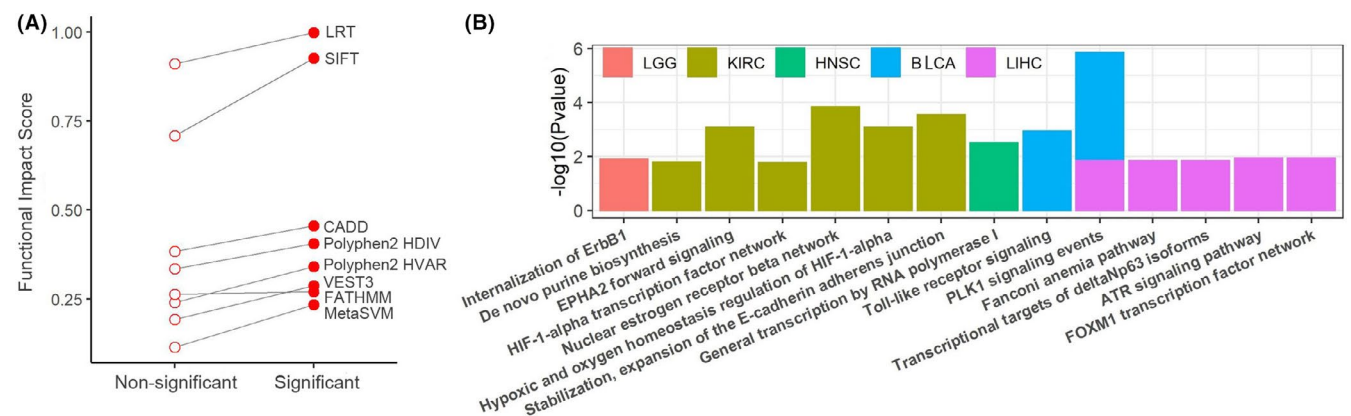 (A)
1.00
0.75
0.50
0.25
Functional Impact Score
LRT
SIFT
CADD
Polyphen2 HDIV
Polyphen2 HVAR
VEST3
FATHMM
MetaSVM
Non-significant Significant
(B)
-log10(Pvalue)
6
4
2
0
LGG KIRC HNSC BLCA LIHC
Internalization of ErbB1
De novo purine biosynthesis
EPHA2 forward signaling
HIF-1-alpha transcription factor network
Nuclear estrogen receptor beta network
Hypoxic and oxygen homeostasis regulation of HIF-1-alpha
Stabilization, expansion of the E-cadherin adherens junction
General transcription by RNA polymerase I
Toll-like receptor signaling
PLK1 signaling events
Fanconi anemia pathway
Transcriptional targets of deltaNp63 isoforms
ATR signaling pathway
FOXM1 transcription factor network